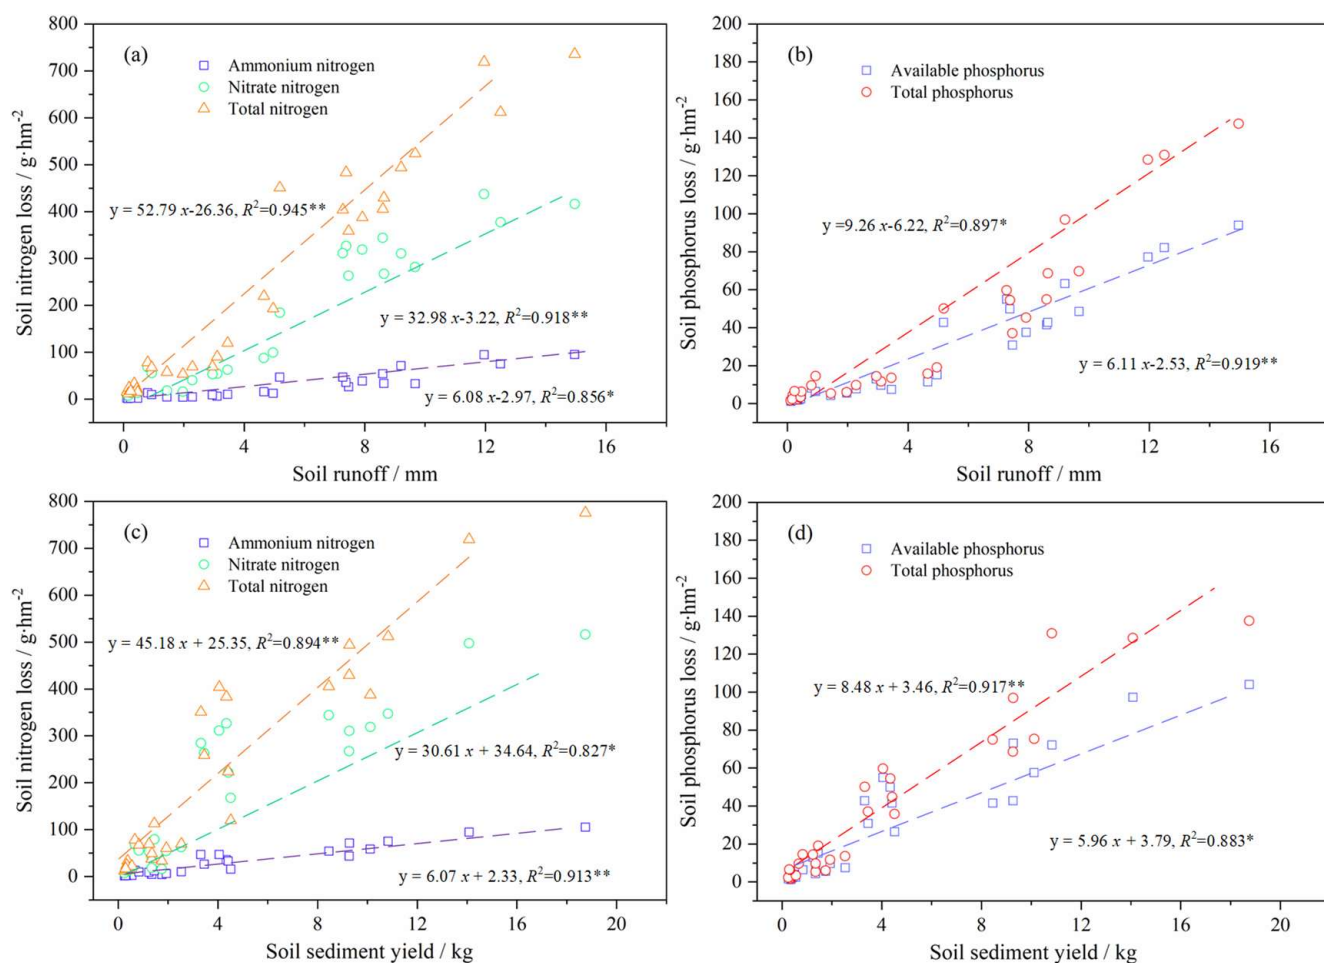 (a)
Ammonium nitrogen
Nitrate nitrogen
Total nitrogen
y = 52.79 x-26.36, R²=0.945**
y = 32.98 x-3.22, R²=0.918**
y = 6.08 x-2.97, R²=0.856*
800
700
600
500
400
300
200
100
0
0 4 8 12 16
Soil nitrogen loss / g·hm⁻²
Soil runoff / mm
(b)
Available phosphorus
Total phosphorus
y =9.26 x-6.22, R²=0.897*
y = 6.11 x-2.53, R²=0.919**
200
180
160
140
120
100
80
60
40
20
0
0 4 8 12 16
Soil phosphorus loss / g·hm⁻²
Soil runoff / mm
(c)
Ammonium nitrogen
Nitrate nitrogen
Total nitrogen
y = 45.18 x + 25.35, R²=0.894**
y = 30.61 x + 34.64, R²=0.827*
y = 6.07 x + 2.33, R²=0.913**
800
700
600
500
400
300
200
100
0
0 4 8 12 16 20
Soil nitrogen loss / g·hm⁻²
Soil sediment yield / kg
(d)
Available phosphorus
Total phosphorus
y = 8.48 x + 3.46, R²=0.917**
y = 5.96 x + 3.79, R²=0.883*
200
180
160
140
120
100
80
60
40
20
0
0 4 8 12 16 20
Soil phosphorus loss / g·hm⁻²
Soil sediment yield / kg